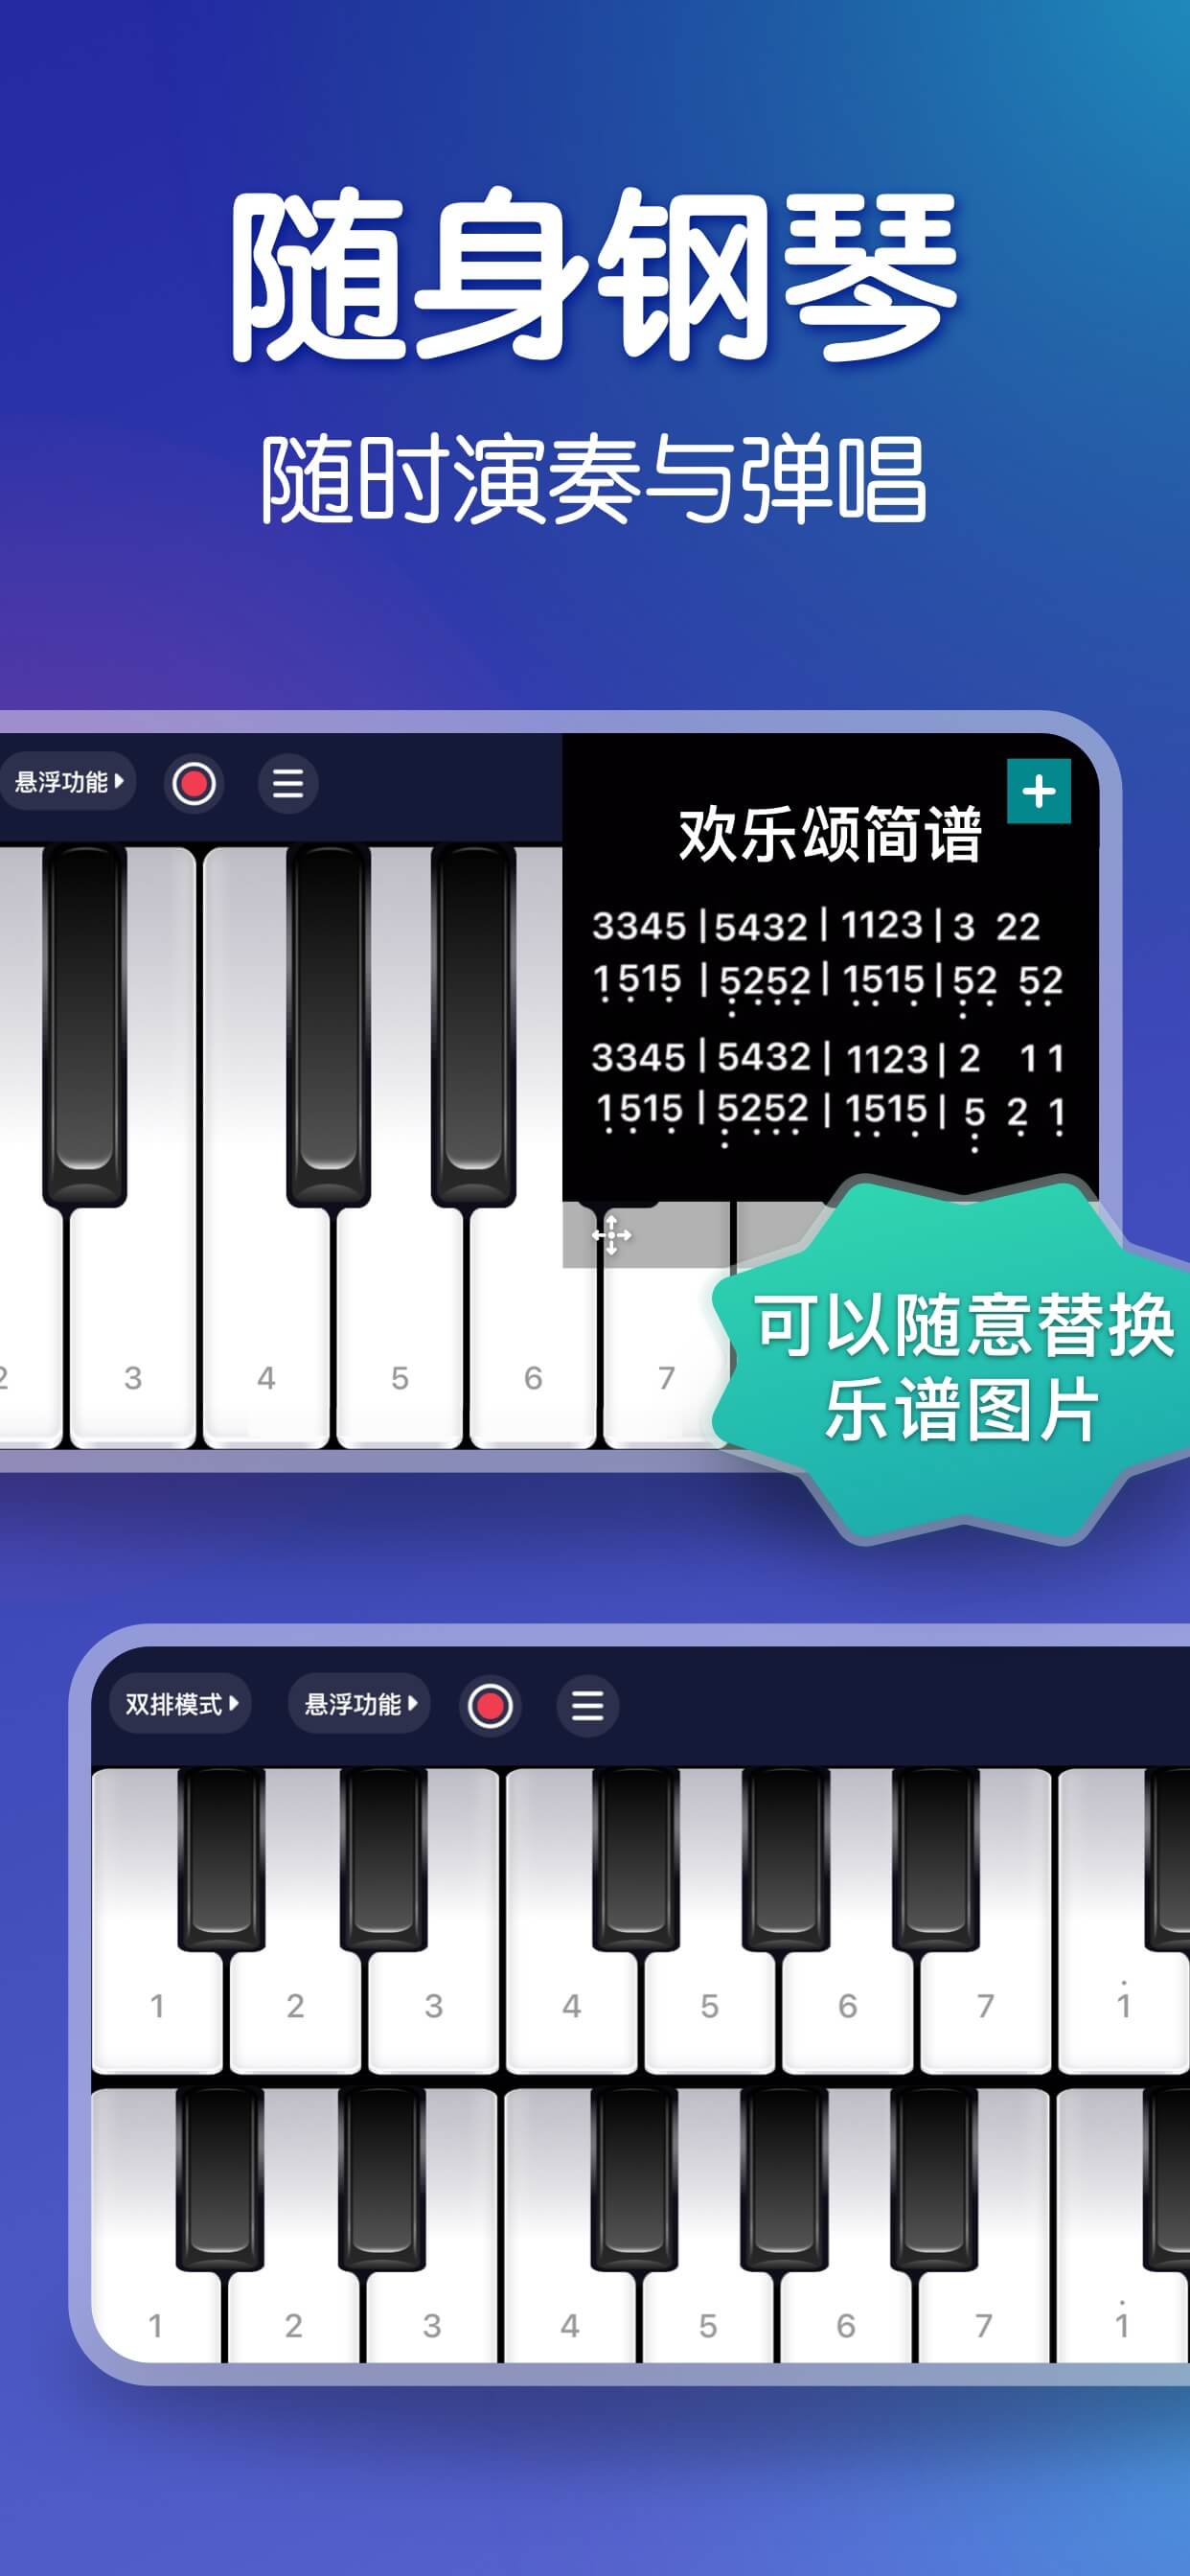 随身钢琴
随时演奏与弹唱
悬浮功能
欢乐颂简谱
3345 | 5432 | 1123 | 3 22
1515 | 5252 | 1515 | 52 52
3345 | 5432 | 1123 | 2 11
1515 | 5252 | 1515 | 5 2 1
2 3 4 5 6 7
可以随意替换
乐谱图片
双排模式 悬浮功能
1 2 3 4 5 6 7 1̇
1 2 3 4 5 6 7 1̇